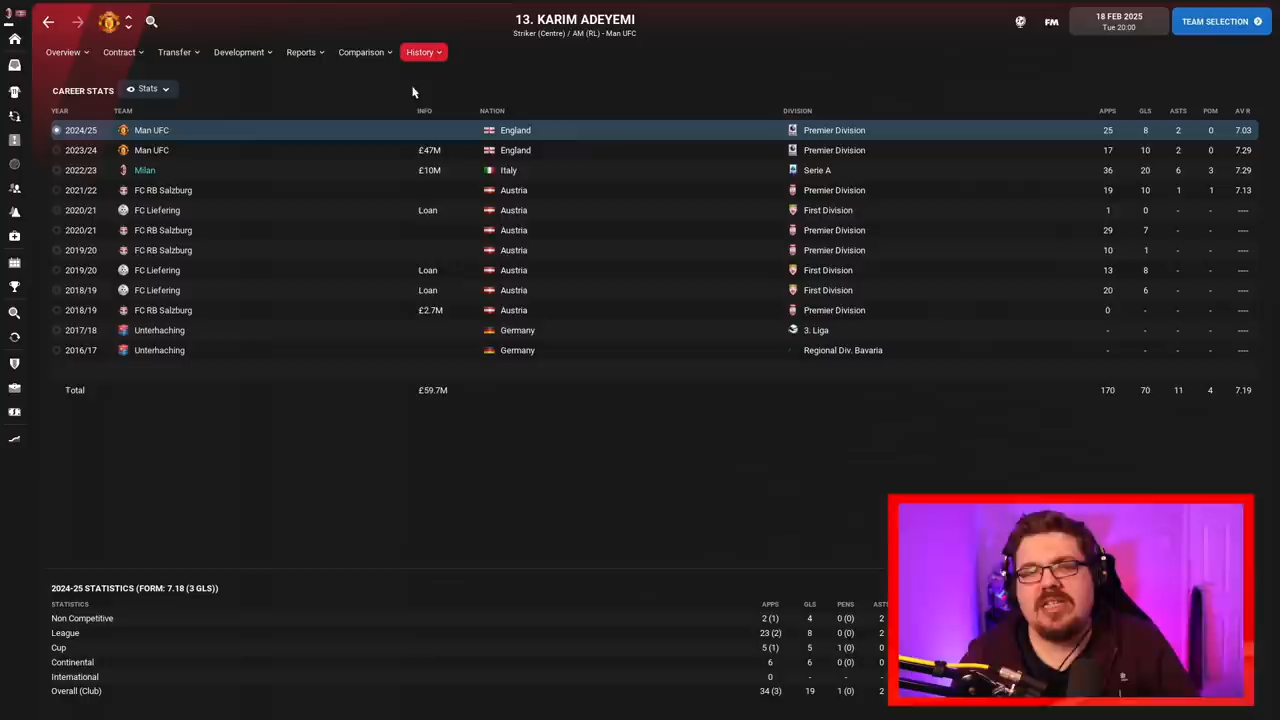 13. KARIM ADEYEMI
Striker (Centre) / AM (RL) - Man UFC
FM
18 FEB 2025
Tue 20:00
TEAM SELECTION
Overview Contract Transfer Development Reports Comparison History
CAREER STATS Stats
YEAR TEAM INFO NATION DIVISION APPS GLS ASTS POM AV R
2024/25 Man UFC England Premier Division 25 8 2 0 7.03
2023/24 Man UFC £47M England Premier Division 17 10 2 0 7.29
2022/23 Milan £10M Italy Serie A 36 20 6 3 7.29
2021/22 FC RB Salzburg Austria Premier Division 19 10 1 1 7.13
2020/21 FC Liefering Loan Austria First Division 1 0 - - ----
2020/21 FC RB Salzburg Austria Premier Division 29 7 - - ----
2019/20 FC RB Salzburg Austria Premier Division 10 1 - - ----
2019/20 FC Liefering Loan Austria First Division 13 8 - - ----
2018/19 FC Liefering Loan Austria First Division 20 6 - - ----
2018/19 FC RB Salzburg £2.7M Austria Premier Division 0 - - - ----
2017/18 Unterhaching Germany 3. Liga - - - - ----
2016/17 Unterhaching Germany Regional Div. Bavaria - - - - ----
Total £59.7M 170 70 11 4 7.19
2024-25 STATISTICS (FORM: 7.18 (3 GLS))
STATISTICS APPS GLS PENS ASTS
Non Competitive 2 (1) 4 0 (0) 2
League 23 (2) 8 0 (0) 2
Cup 5 (1) 5 1 (0) 0
Continental 6 6 0 (0) 0
International 0 - - -
Overall (Club) 34 (3) 19 1 (0) 2